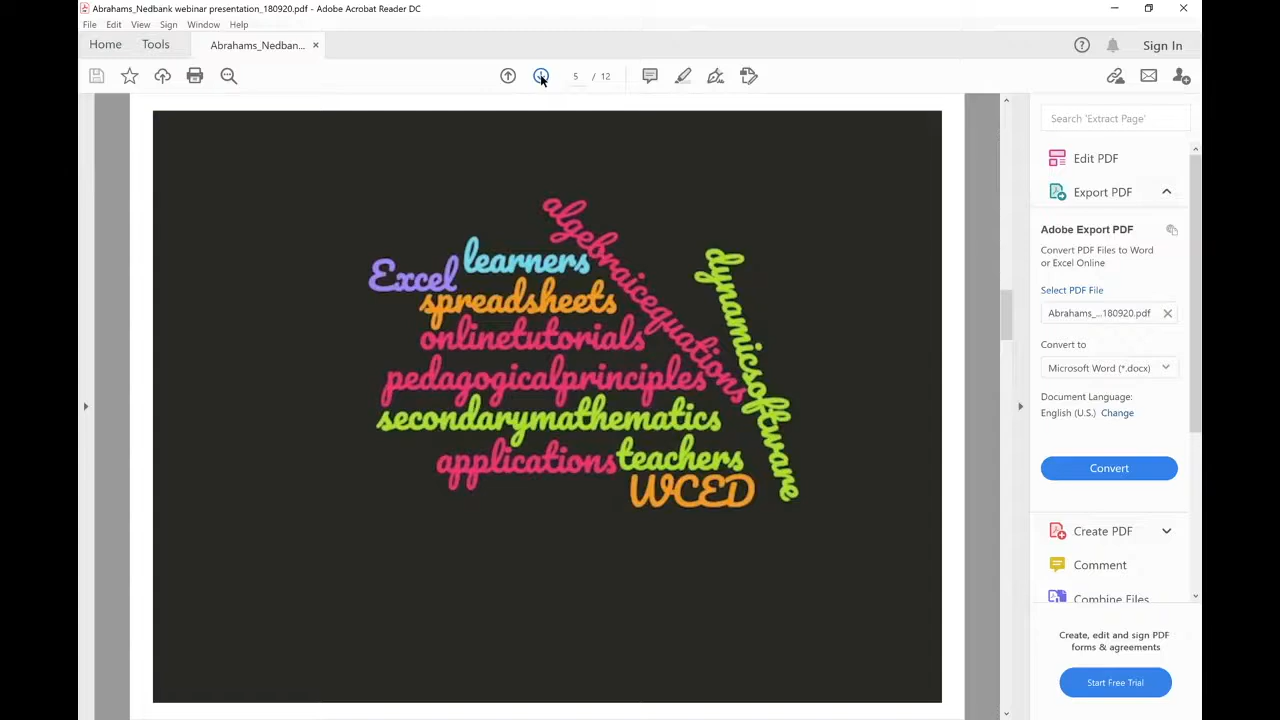 Abrahams_Nedbank webinar presentation_180920.pdf - Adobe Acrobat Reader DC
File Edit View Sign Window Help
Home Tools Abrahams_Nedban... × Sign In
5 / 12
Search 'Extract Page'
Edit PDF
Export PDF
Adobe Export PDF
Convert PDF Files to Word
or Excel Online
Select PDF File
Abrahams_...180920.pdf
Convert to
Microsoft Word (*.docx)
Document Language:
English (U.S.) Change
Convert
Create PDF
Comment
Combine Files
Create, edit and sign PDF
forms & agreements
Start Free Trial
algebraicequations
learners
Excel
dynamicsoftware
spreadsheets
onlinetutorials
pedagogicalprinciples
secondarymathematics
applications
teachers
WCED